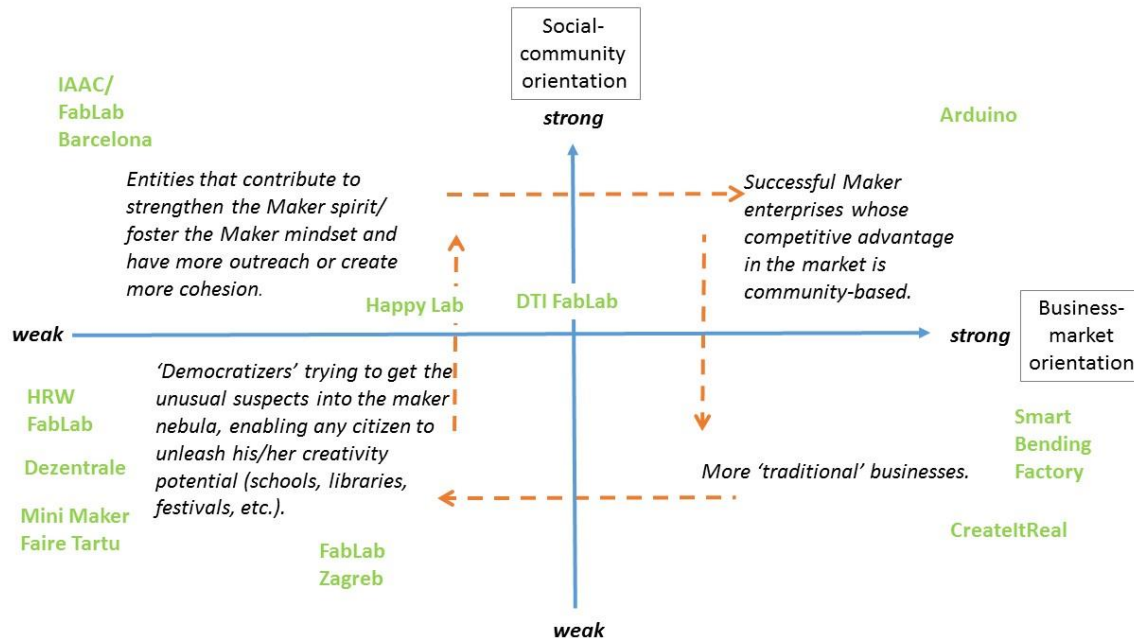 Social-
community
orientation
strong
IAAC/
FabLab
Barcelona
Arduino
Entities that contribute to
strengthen the Maker spirit/
foster the Maker mindset and
have more outreach or create
more cohesion.
Successful Maker
enterprises whose
competitive advantage
in the market is
community-based.
Happy Lab
DTI FabLab
weak
strong
Business-
market
orientation
HRW
FabLab
Dezentrale
Mini Maker
Faire Tartu
‘Democratizers’ trying to get the
unusual suspects into the maker
nebula, enabling any citizen to
unleash his/her creativity
potential (schools, libraries,
festivals, etc.).
More ‘traditional’ businesses.
Smart
Bending
Factory
CreateItReal
FabLab
Zagreb
weak